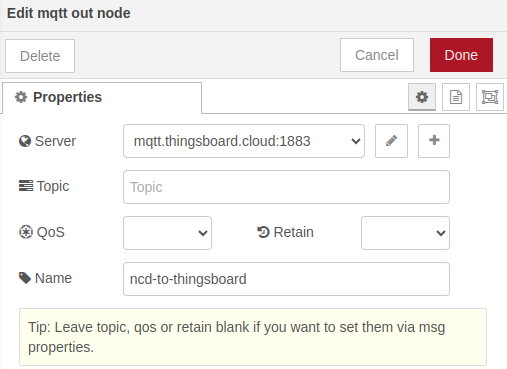 Edit mqtt out node
Delete
Cancel
Done
Properties
Server
mqtt.thingsboard.cloud:1883
Topic
Topic
QoS
Retain
Name
ncd-to-thingsboard
Tip: Leave topic, qos or retain blank if you want to set them via msg
properties.